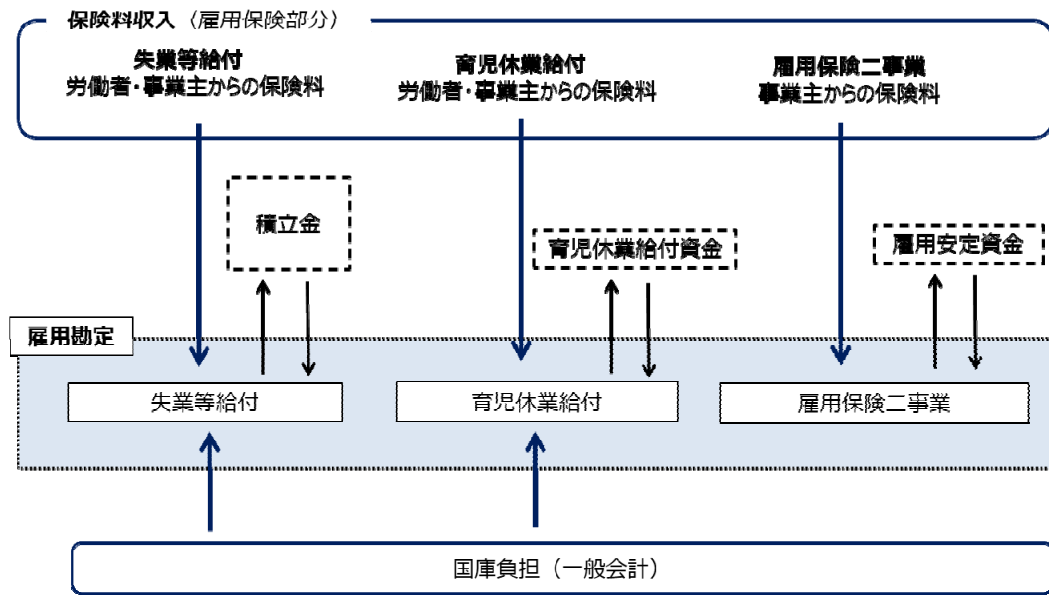 保険料収入（雇用保険部分）
失業等給付
労働者・事業主からの保険料
育児休業給付
労働者・事業主からの保険料
雇用保険二事業
事業主からの保険料
積立金
育児休業給付資金
雇用安定資金
雇用勘定
失業等給付
育児休業給付
雇用保険二事業
国庫負担（一般会計）